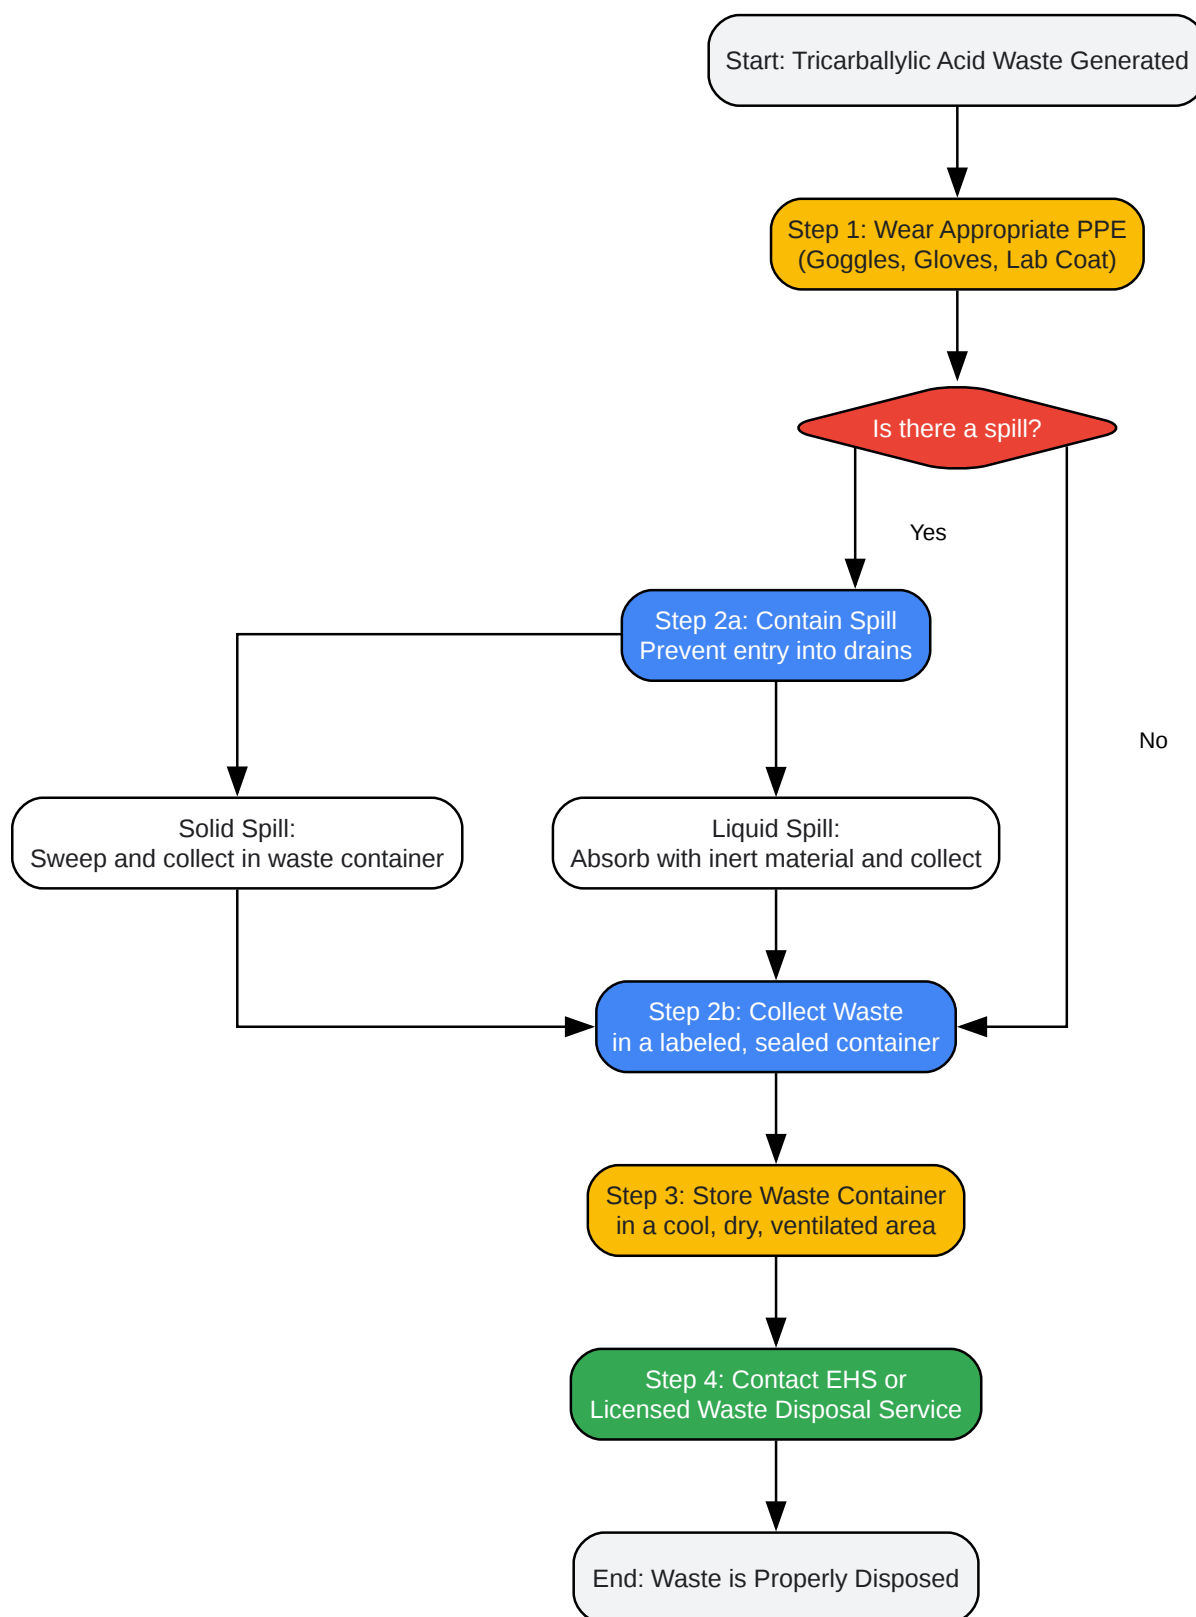 Start: Tricarballylic Acid Waste Generated
Step 1: Wear Appropriate PPE
(Goggles, Gloves, Lab Coat)
Is there a spill?
Yes
Step 2a: Contain Spill
Prevent entry into drains
No
Solid Spill:
Sweep and collect in waste container
Liquid Spill:
Absorb with inert material and collect
Step 2b: Collect Waste
in a labeled, sealed container
Step 3: Store Waste Container
in a cool, dry, ventilated area
Step 4: Contact EHS or
Licensed Waste Disposal Service
End: Waste is Properly Disposed